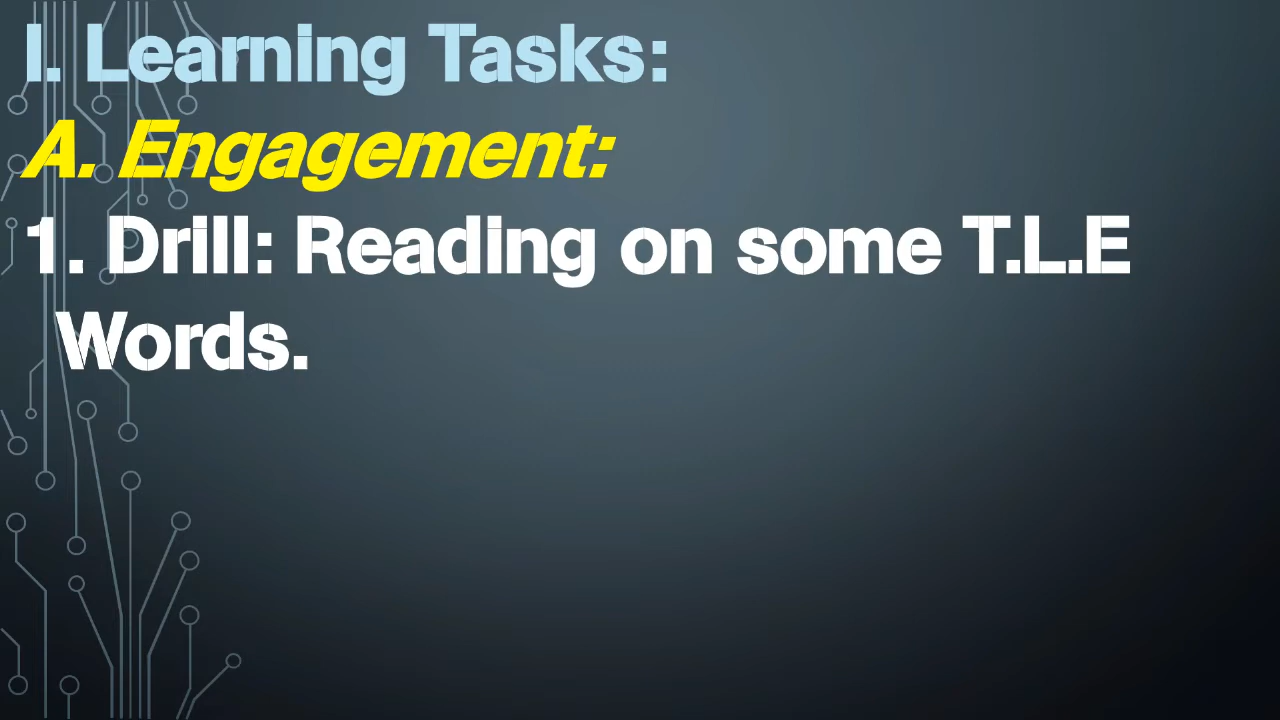 I. Learning Tasks:
A. Engagement:
1. Drill: Reading on some T.L.E
Words.